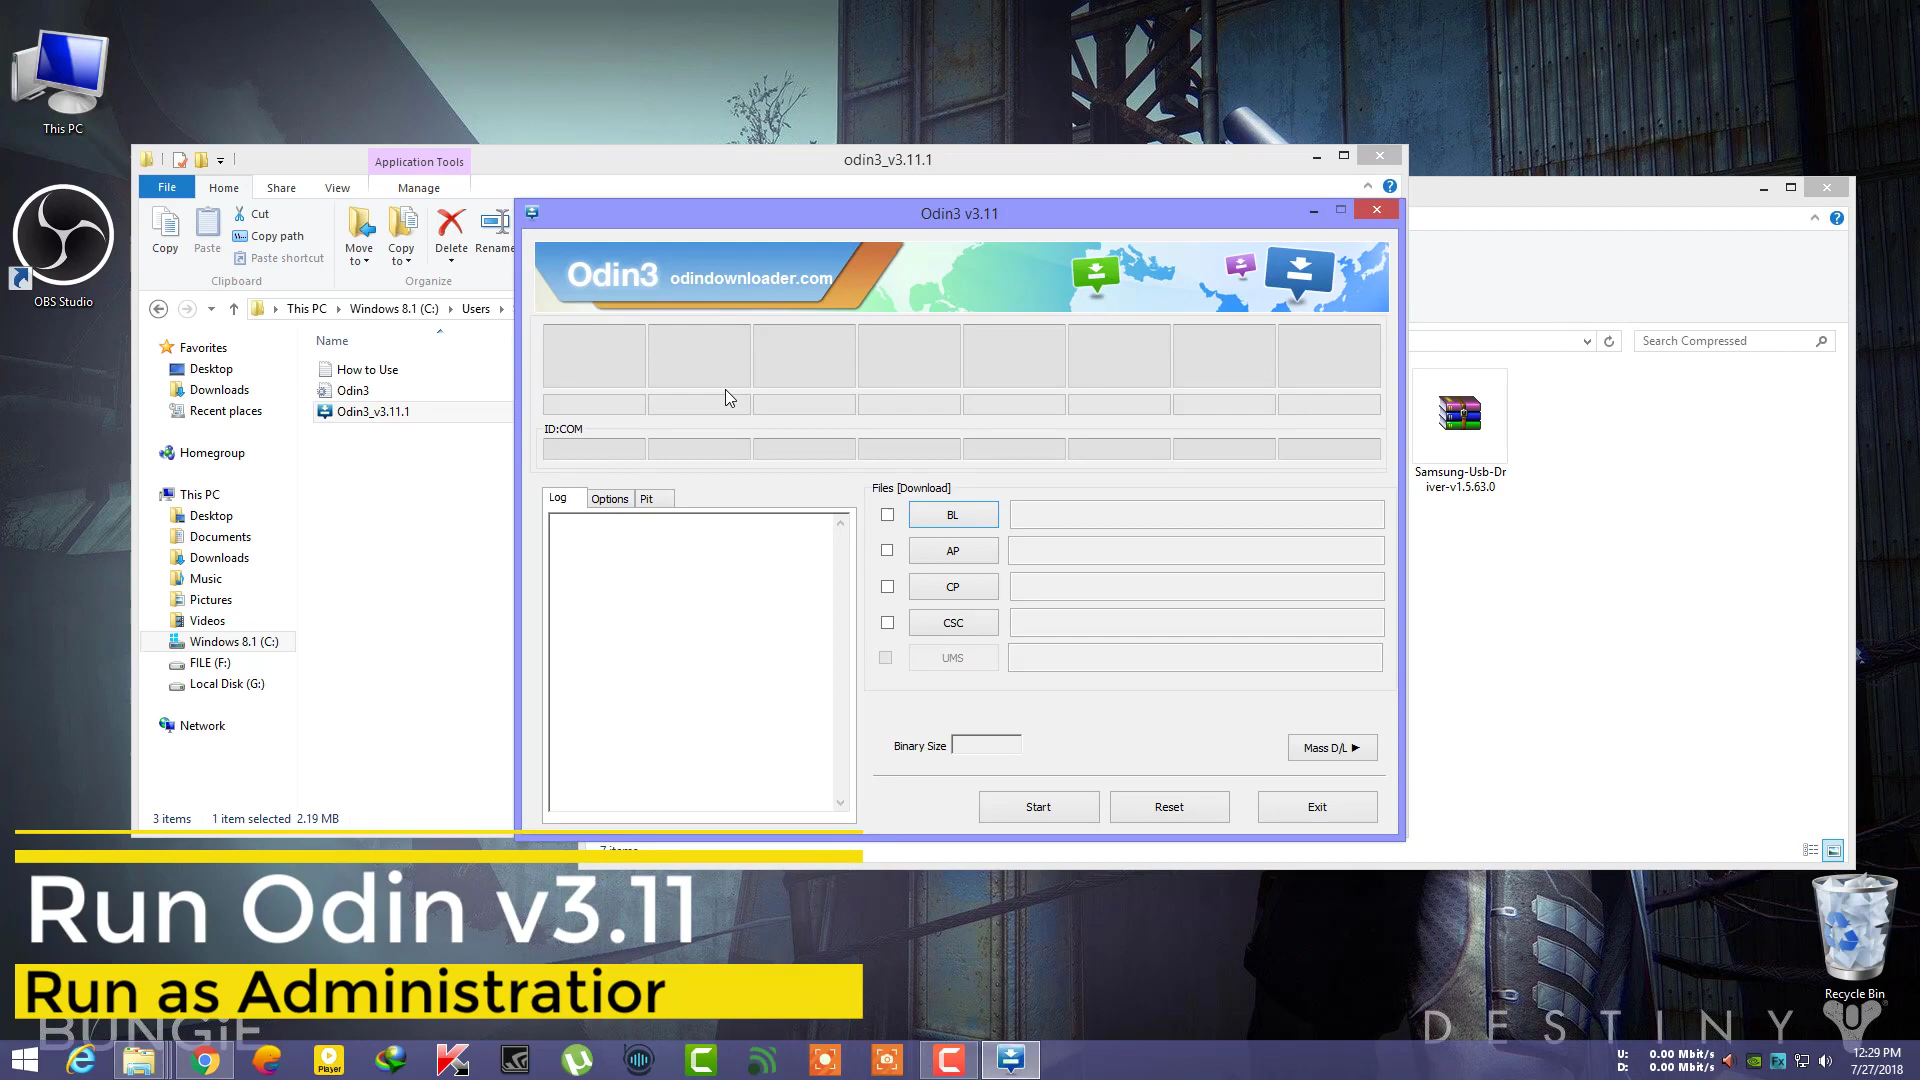 This PC
OBS Studio
Application Tools
odin3_v3.11.1
File
Home
Share
View
Manage
Copy
Paste
Cut
Copy path
Paste shortcut
Clipboard
Move to
Copy to
Delete
Rename
Organize
This PC
Windows 8.1 (C:)
Users
Name
How to Use
Odin3
Odin3_v3.11.1
Favorites
Desktop
Downloads
Recent places
Homegroup
This PC
Desktop
Documents
Downloads
Music
Pictures
Videos
Windows 8.1 (C:)
FILE (F:)
Local Disk (G:)
Network
3 items
1 item selected 2.19 MB
Odin3 v3.11
Odin3 odindownloader.com
ID:COM
Log
Options
Pit
Files [Download]
BL
AP
CP
CSC
UMS
Binary Size
Mass D/L
Start
Reset
Exit
Search Compressed
Samsung-Usb-Dr
iver-v1.5.63.0
7 items
Run Odin v3.11
Run as Administratior
BUNGiE
DESTINY
Recycle Bin
Player
U: 0.00 Mbit/s
D: 0.00 Mbit/s
Fx
12:29 PM
7/27/2018